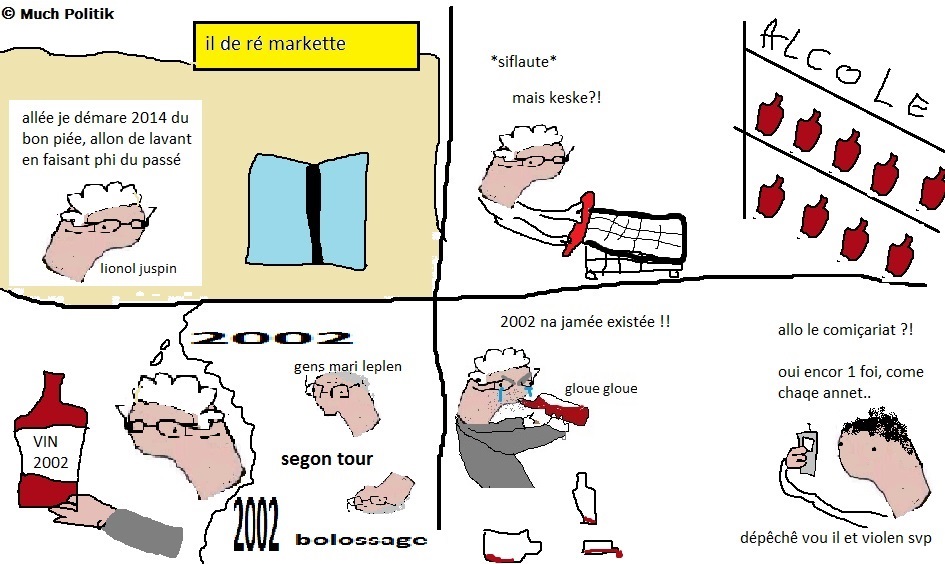 © Much Politik
il de ré markette
allée je démare 2014 du
bon piée, allon de lavant
en faisant phi du passé
lionol juspin
*siflaute*
mais keske?!
ALCOLE
VIN
2002
2002
gens mari leplen
segon tour
2002
bolossage
2002 na jamée existée !!
gloue gloue
allo le comiçariat ?!
oui encor 1 foi, come
chaqe annet..
dépêchê vou il et violen svp